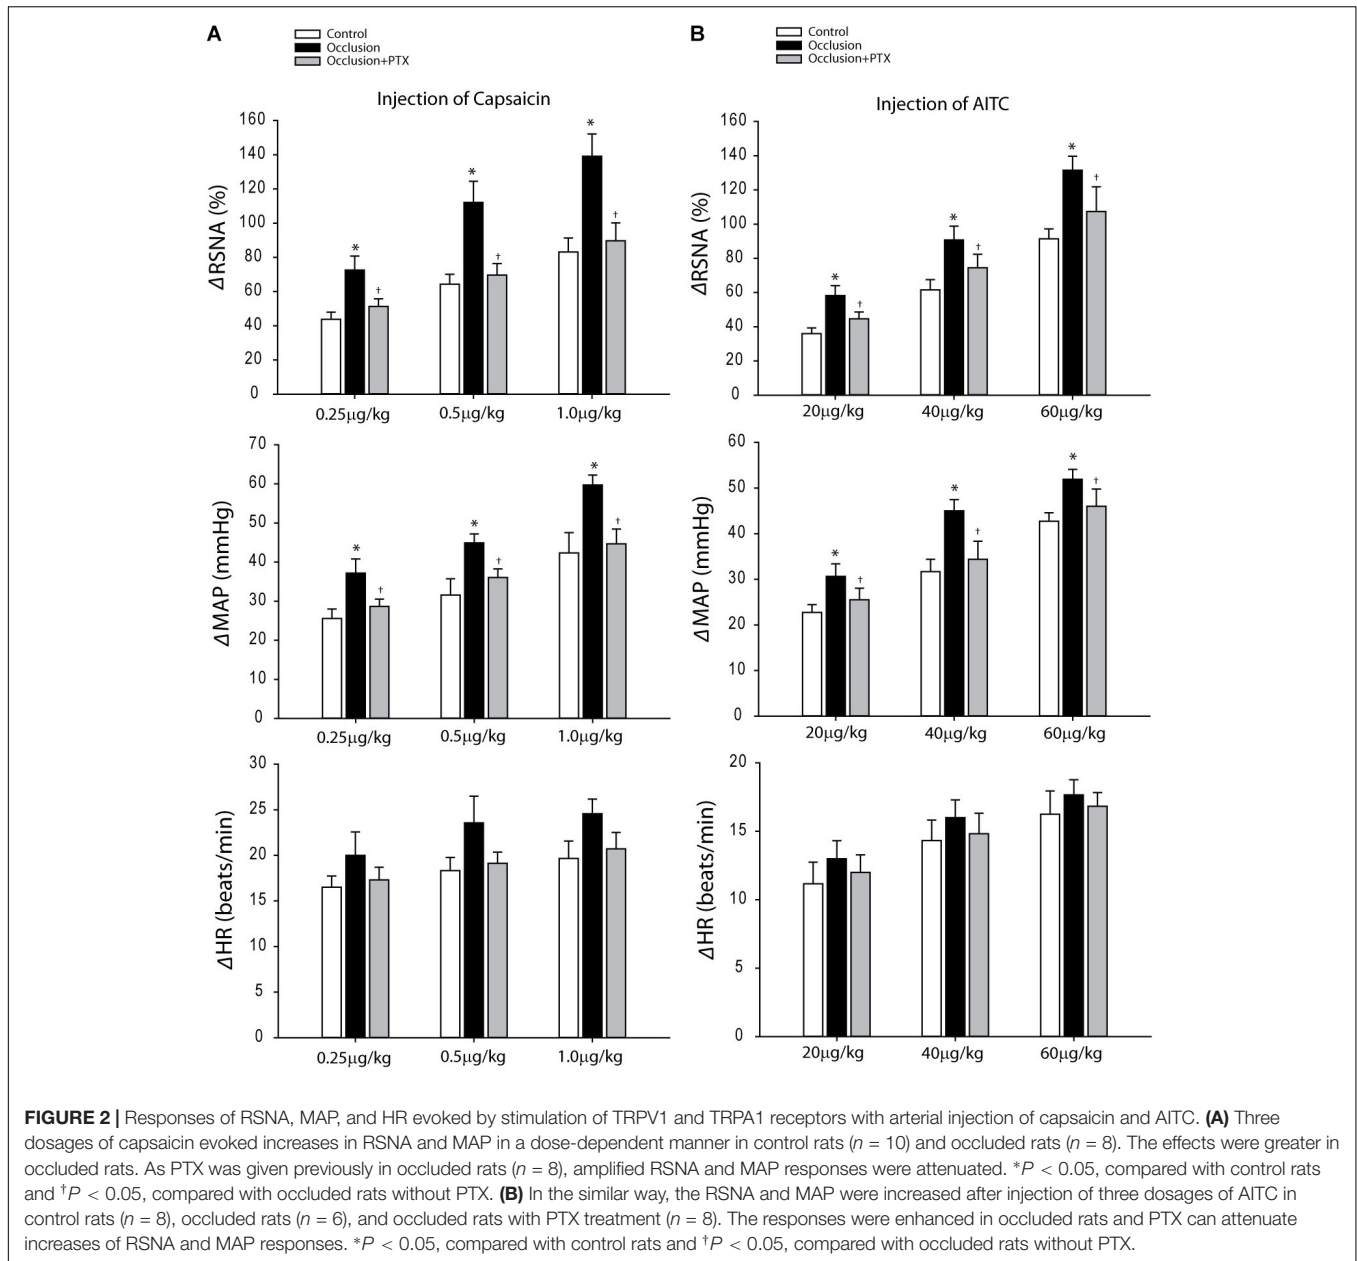 A
Control
Occlusion
Occlusion+PTX
Injection of Capsaicin
160
140
120
100
80
60
40
20
0
ΔRSNA (%)
*
†
*
†
*
†
0.25µg/kg
0.5µg/kg
1.0µg/kg
70
60
50
40
30
20
10
0
ΔMAP (mmHg)
*
†
*
†
*
†
0.25µg/kg
0.5µg/kg
1.0µg/kg
30
25
20
15
10
5
0
ΔHR (beats/min)
0.25µg/kg
0.5µg/kg
1.0µg/kg
B
Control
Occlusion
Occlusion+PTX
Injection of AITC
160
140
120
100
80
60
40
20
0
ΔRSNA (%)
*
†
*
†
*
†
20µg/kg
40µg/kg
60µg/kg
60
50
40
30
20
10
0
ΔMAP (mmHg)
*
†
*
†
*
†
20µg/kg
40µg/kg
60µg/kg
20
15
10
5
0
ΔHR (beats/min)
20µg/kg
40µg/kg
60µg/kg
FIGURE 2 | Responses of RSNA, MAP, and HR evoked by stimulation of TRPV1 and TRPA1 receptors with arterial injection of capsaicin and AITC. (A) Three
dosages of capsaicin evoked increases in RSNA and MAP in a dose-dependent manner in control rats (n = 10) and occluded rats (n = 8). The effects were greater in
occluded rats. As PTX was given previously in occluded rats (n = 8), amplified RSNA and MAP responses were attenuated. *P < 0.05, compared with control rats
and †P < 0.05, compared with occluded rats without PTX. (B) In the similar way, the RSNA and MAP were increased after injection of three dosages of AITC in
control rats (n = 8), occluded rats (n = 6), and occluded rats with PTX treatment (n = 8). The responses were enhanced in occluded rats and PTX can attenuate
increases of RSNA and MAP responses. *P < 0.05, compared with control rats and †P < 0.05, compared with occluded rats without PTX.